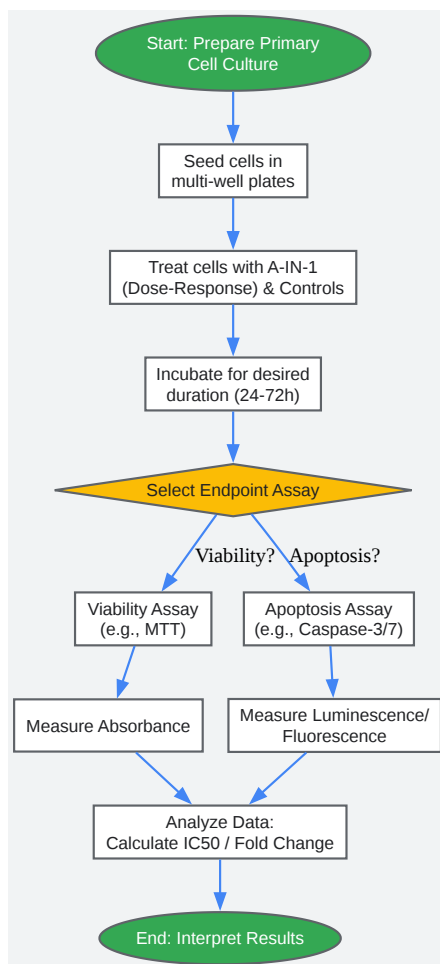 Start: Prepare Primary
Cell Culture
Seed cells in
multi-well plates
Treat cells with A-IN-1
(Dose-Response) & Controls
Incubate for desired
duration (24-72h)
Select Endpoint Assay
Viability?
Apoptosis?
Viability Assay
(e.g., MTT)
Apoptosis Assay
(e.g., Caspase-3/7)
Measure Absorbance
Measure Luminescence/
Fluorescence
Analyze Data:
Calculate IC50 / Fold Change
End: Interpret Results